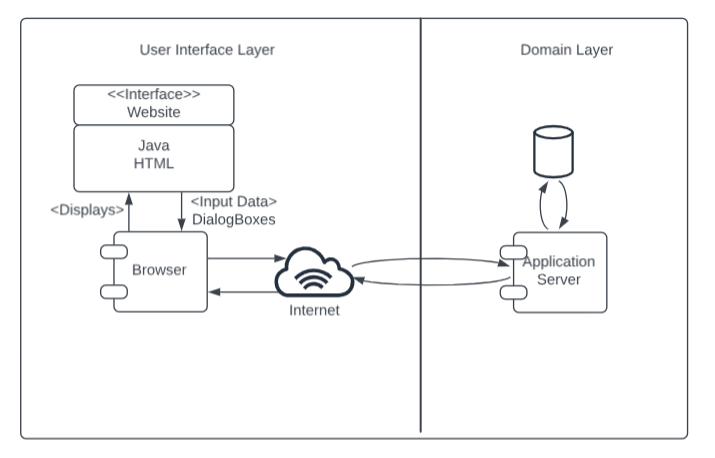 User Interface Layer
Domain Layer
<<Interface>>
Website
Java
HTML
<Displays>
<Input Data>
DialogBoxes
Browser
Internet
Application
Server